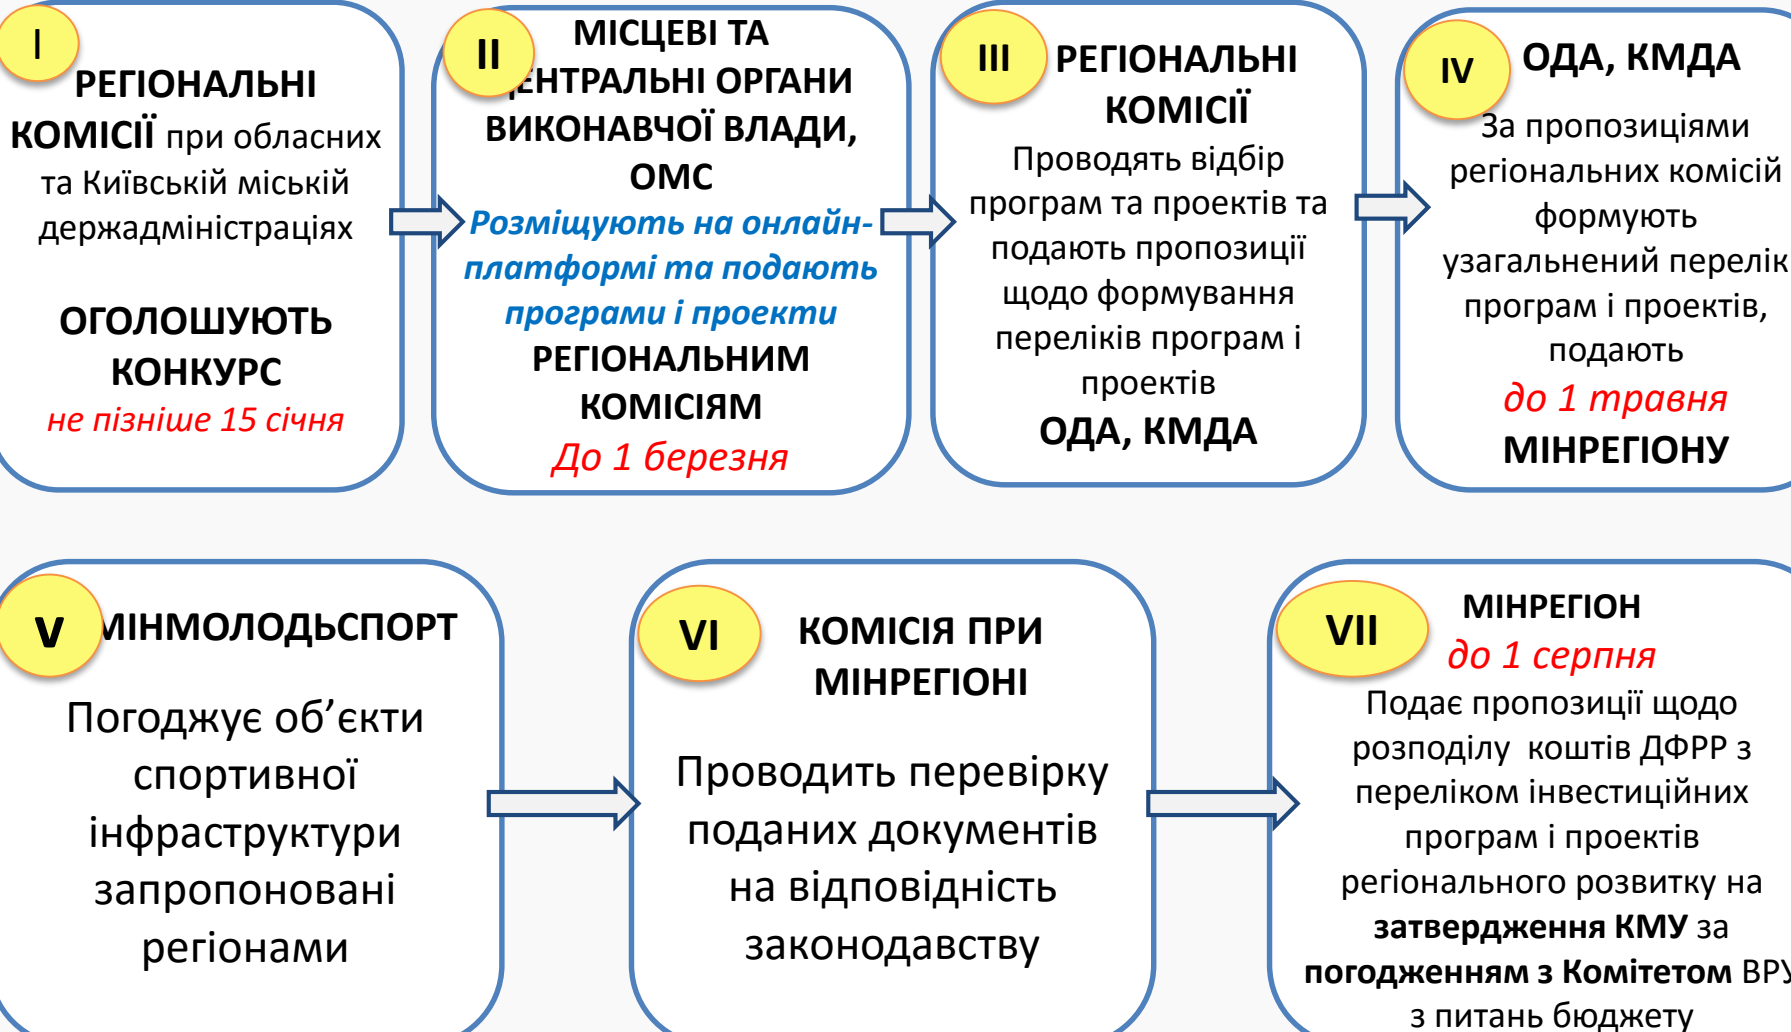 I
РЕГІОНАЛЬНІ
КОМІСІЇ при обласних
та Київській міській
держадміністраціях
ОГОЛОШУЮТЬ
КОНКУРС
не пізніше 15 січня
II
МІСЦЕВІ ТА
ЕНТРАЛЬНІ ОРГАНИ
ВИКОНАВЧОЇ ВЛАДИ,
ОМС
Розміщують на онлайн-
платформі та подають
програми і проекти
РЕГІОНАЛЬНИМ
КОМІСІЯМ
До 1 березня
III
РЕГІОНАЛЬНІ
КОМІСІЇ
Проводять відбір
програм та проектів та
подають пропозиції
щодо формування
переліків програм і
проектів
ОДА, КМДА
IV
ОДА, КМДА
За пропозиціями
регіональних комісій
формують
узагальнений перелік
програм і проектів,
подають
до 1 травня
МІНРЕГІОНУ
V
МІНМОЛОДЬСПОРТ
Погоджує об’єкти
спортивної
інфраструктури
запропоновані
регіонами
VI
КОМІСІЯ ПРИ
МІНРЕГІОНІ
Проводить перевірку
поданих документів
на відповідність
законодавству
VII
МІНРЕГІОН
до 1 серпня
Подає пропозиції щодо
розподілу коштів ДФРР з
переліком інвестиційних
програм і проектів
регіонального розвитку на
затвердження КМУ за
погодженням з Комітетом ВРУ
з питань бюджету